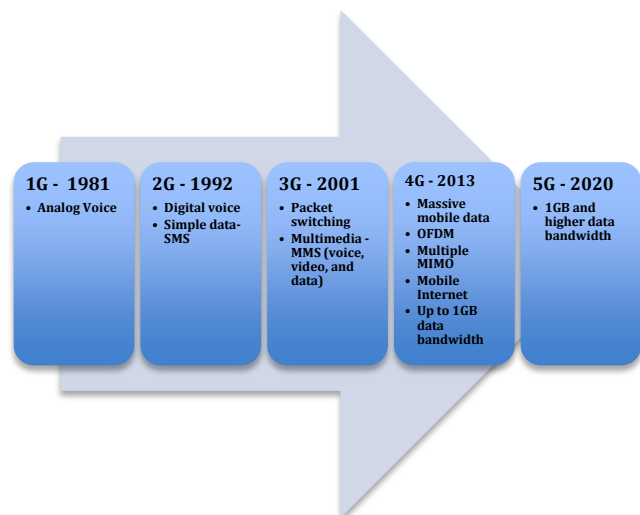 1G - 1981
• Analog Voice
2G - 1992
• Digital voice
• Simple data-
SMS
3G - 2001
• Packet
switching
• Multimedia -
MMS (voice,
video, and
data)
4G - 2013
• Massive
mobile data
• OFDM
• Multiple
MIMO
• Mobile
Internet
• Up to 1GB
data
bandwidth
5G - 2020
• 1GB and
higher data
bandwidth